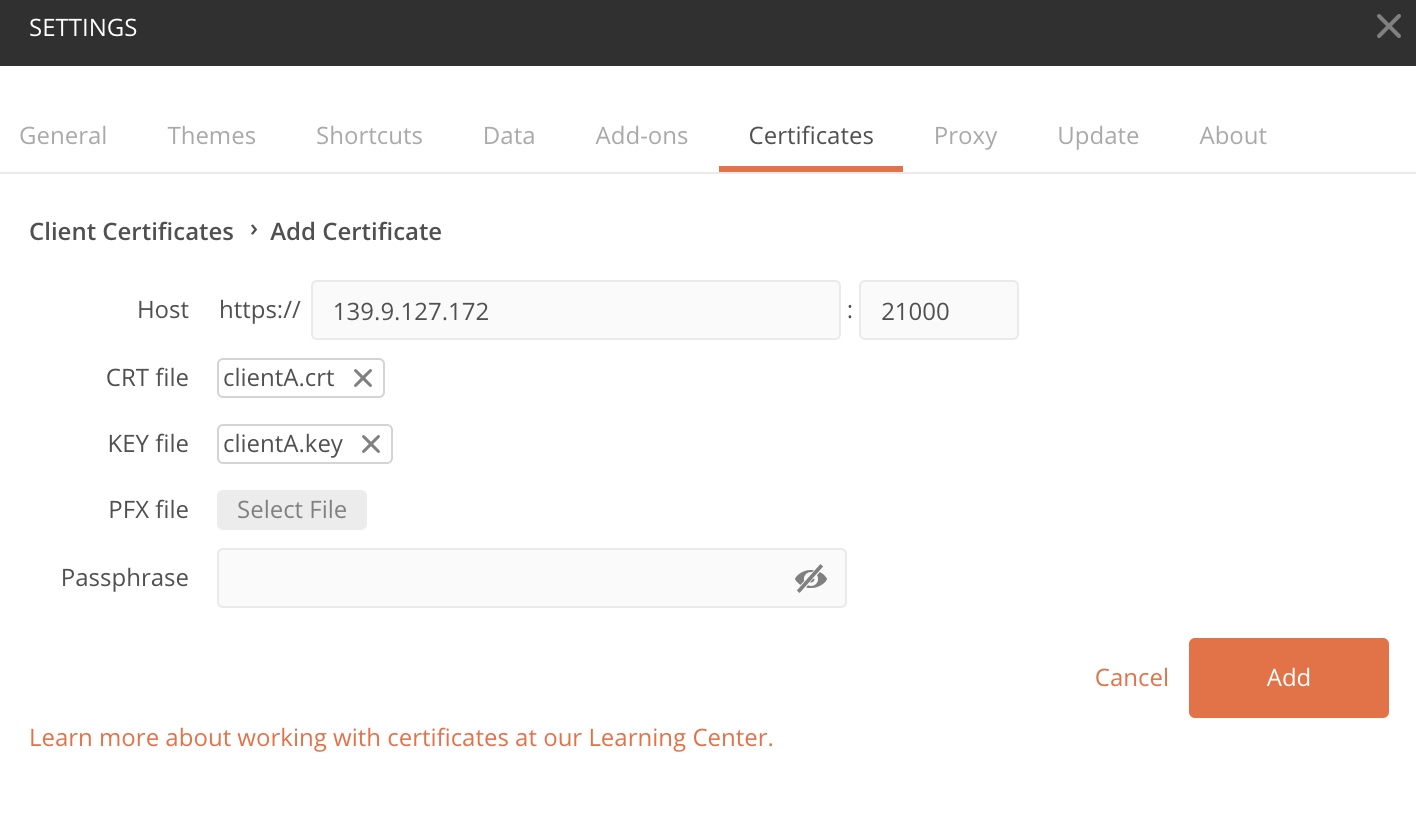 SETTINGS
General Themes Shortcuts Data Add-ons Certificates Proxy Update About
Client Certificates › Add Certificate
Host https:// 139.9.127.172 : 21000
CRT file clientA.crt
KEY file clientA.key
PFX file Select File
Passphrase
Cancel Add
Learn more about working with certificates at our Learning Center.